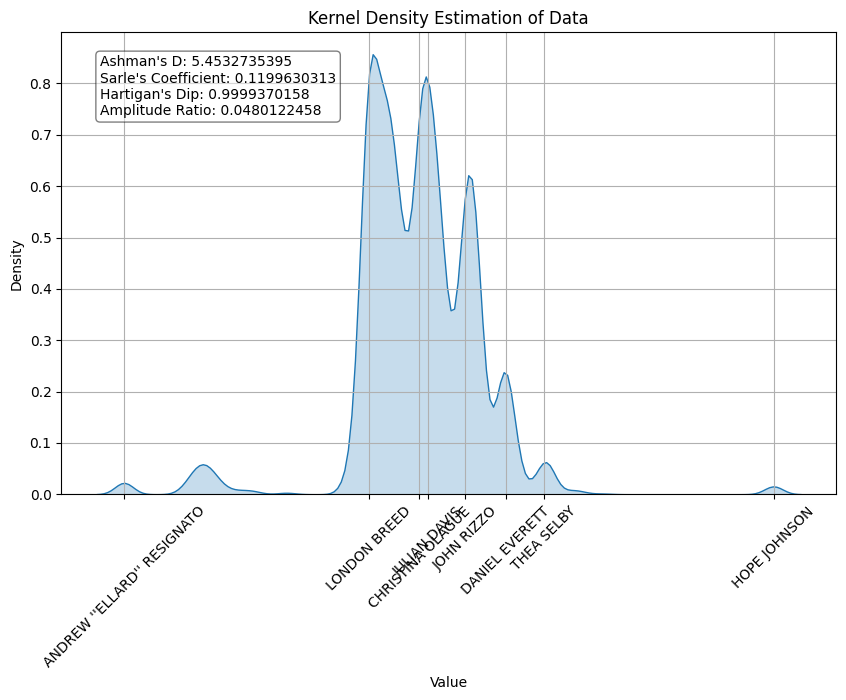 Kernel Density Estimation of Data
Ashman's D: 5.4532735395
Sarle's Coefficient: 0.1199630313
Hartigan's Dip: 0.9999370158
Amplitude Ratio: 0.0480122458
Density
0.8
0.7
0.6
0.5
0.4
0.3
0.2
0.1
0.0
ANDREW "ELLARD" RESIGNATO
LONDON BREED
JULIAN DAVIS
CHRISTINA OLAGUE
JOHN RIZZO
DANIEL EVERETT
THEA SELBY
HOPE JOHNSON
Value